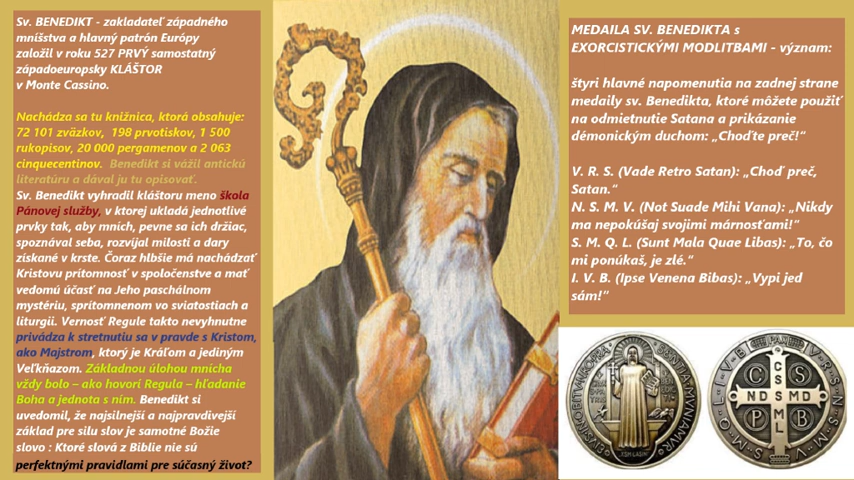 Sv. BENEDIKT - zakladateľ západného
mníšstva a hlavný patrón Európy
založil v roku 527 PRVÝ samostatný
západoeuropsky KLÁŠTOR
v Monte Cassino.
Nachádza sa tu knižnica, ktorá obsahuje:
72 101 zväzkov, 198 prvotiskov, 1 500
rukopisov, 20 000 pergamenov a 2 063
cinquecentinov. Benedikt si vážil antickú
literatúru a dával ju tu opisovať.
Sv. Benedikt vyhradil kláštoru meno škola
Pánovej služby, v ktorej ukladá jednotlivé
prvky tak, aby mních, pevne sa ich držiac,
spoznával seba, rozvíjal milosti a dary
získané v krste. Čoraz hlbšie má nachádzať
Kristovu prítomnosť v spoločenstve a mať
vedomú účasť na Jeho paschálnom
mystériu, sprítomnenom vo sviatostiach a
liturgii. Vernosť Regule takto nevyhnutne
privádza k stretnutiu sa v pravde s Kristom,
ako Majstrom, ktorý je Kráľom a jediným
Veľkňazom. Základnou úlohou mnícha
vždy bolo – ako hovorí Regula – hľadanie
Boha a jednota s ním. Benedikt si
uvedomil, že najsilnejší a najpravdivejší
základ pre silu slov je samotné Božie
slovo : Ktoré slová z Biblie nie sú
perfektnými pravidlami pre súčasný život?
MEDAILA SV. BENEDIKTA s
EXORCISTICKÝMI MODLITBAMI - význam:
štyri hlavné napomenutia na zadnej strane
medaily sv. Benedikta, ktoré môžete použiť
na odmietnutie Satana a prikázanie
démonickým duchom: „Choďte preč!“
V. R. S. (Vade Retro Satan): „Choď preč,
Satan.“
N. S. M. V. (Not Suade Mihi Vana): „Nikdy
ma nepokúšaj svojimi márnosťami!“
S. M. Q. L. (Sunt Mala Quae Libas): „To, čo
mi ponúkaš, je zlé.“
I. V. B. (Ipse Venena Bibas): „Vypi jed
sám!“
C S
C S S M L
N D S M D
P B